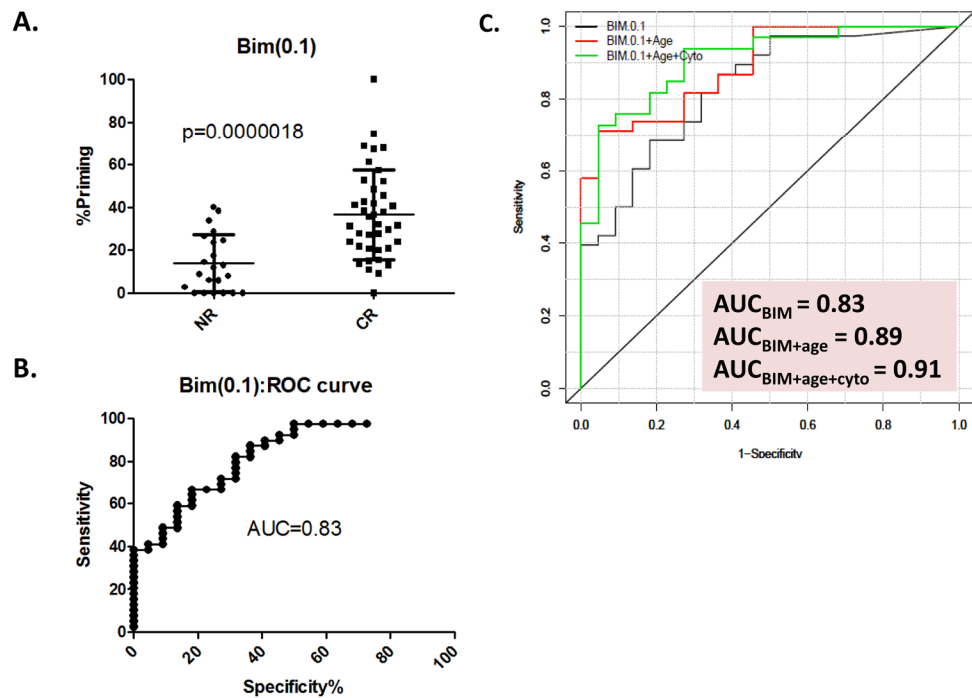 A.
Bim(0.1)
p=0.0000018
%Priming
100
80
60
40
20
0
NR
CR
B.
Bim(0.1):ROC curve
AUC=0.83
Sensitivity
100
80
60
40
20
0
0
20
40
60
80
100
Specificity%
C.
BIM.0.1
BIM.0.1+Age
BIM.0.1+Age+Cyto
Sensitivity
1.0
0.8
0.6
0.4
0.2
0.0
AUCBIM = 0.83
AUCBIM+age = 0.89
AUCBIM+age+cyto = 0.91
0.0
0.2
0.4
0.6
0.8
1.0
1-Specificity